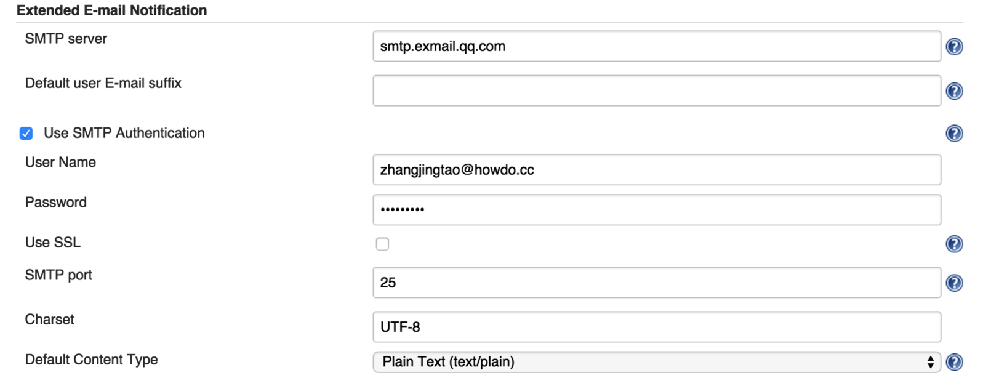 Extended E-mail Notification
SMTP server
smtp.exmail.qq.com
Default user E-mail suffix
Use SMTP Authentication
User Name
zhangjingtao@howdo.cc
Password
•••••••••
Use SSL
SMTP port
25
Charset
UTF-8
Default Content Type
Plain Text (text/plain)